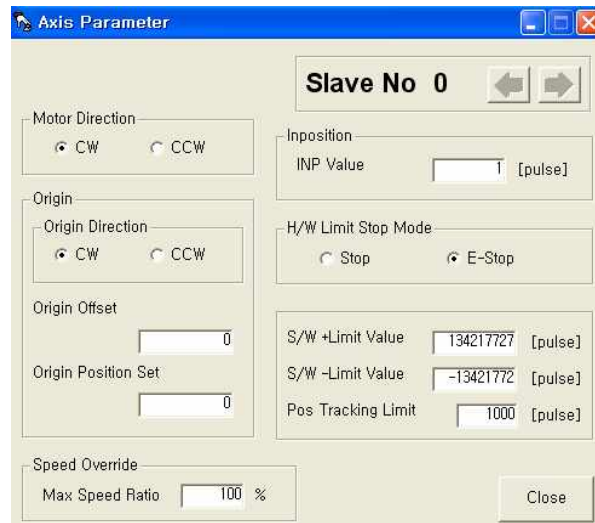 Axis Parameter
Slave No 0
Motor Direction
CW
CCW
Origin
Origin Direction
CW
CCW
Origin Offset
0
Origin Position Set
0
Speed Override
Max Speed Ratio 100 %
Inposition
INP Value 1 [pulse]
H/W Limit Stop Mode
Stop
E-Stop
S/W +Limit Value 134217727 [pulse]
S/W -Limit Value -13421772 [pulse]
Pos Tracking Limit 1000 [pulse]
Close